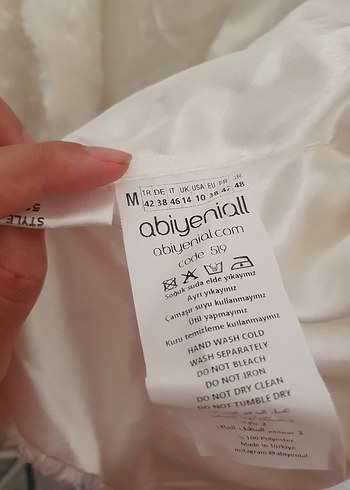 M TR DE IT UK USA EU FR
42 38 46 14 10 38 42 48
abiyeniall
abiyenial.com
code 519
Soğuk suda elde yıkayınız
Ayrı yıkayınız
Çamaşır suyu kullanmayınız
Ütü yapmayınız
Kuru temizleme kullanmayınız
HAND WASH COLD
WASH SEPARATELY
DO NOT BLEACH
DO NOT IRON
DO NOT DRY CLEAN
DO NOT TUMBLE DRY
%100 Polyester
Made in Türkiye
instagram @abiyenial
STYLE